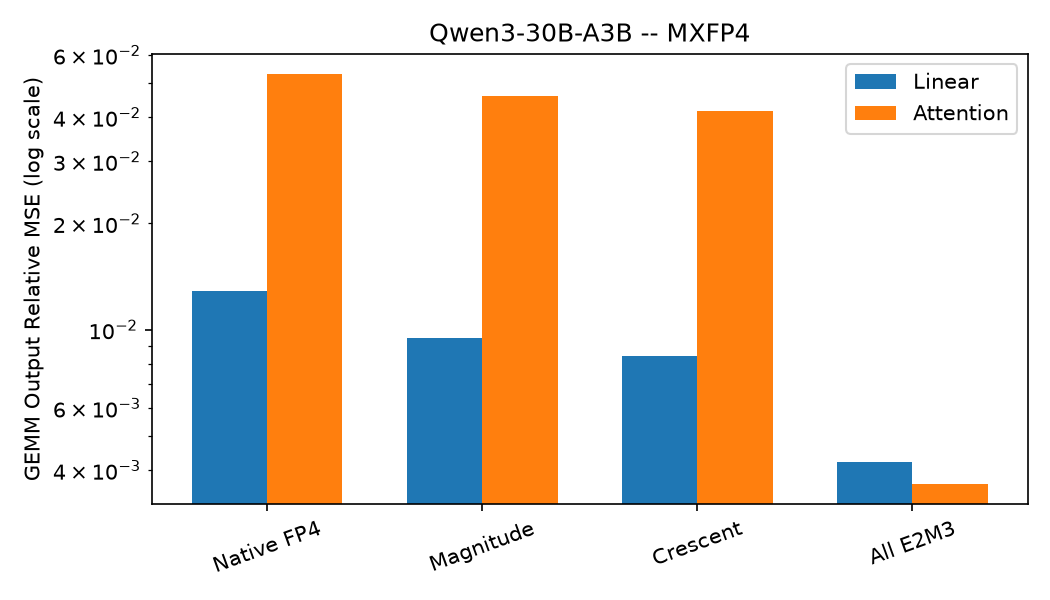 Qwen3-30B-A3B -- MXFP4
GEMM Output Relative MSE (log scale)
6 × 10⁻²
4 × 10⁻²
3 × 10⁻²
2 × 10⁻²
10⁻²
6 × 10⁻³
4 × 10⁻³
Linear
Attention
Native FP4
Magnitude
Crescent
All E2M3